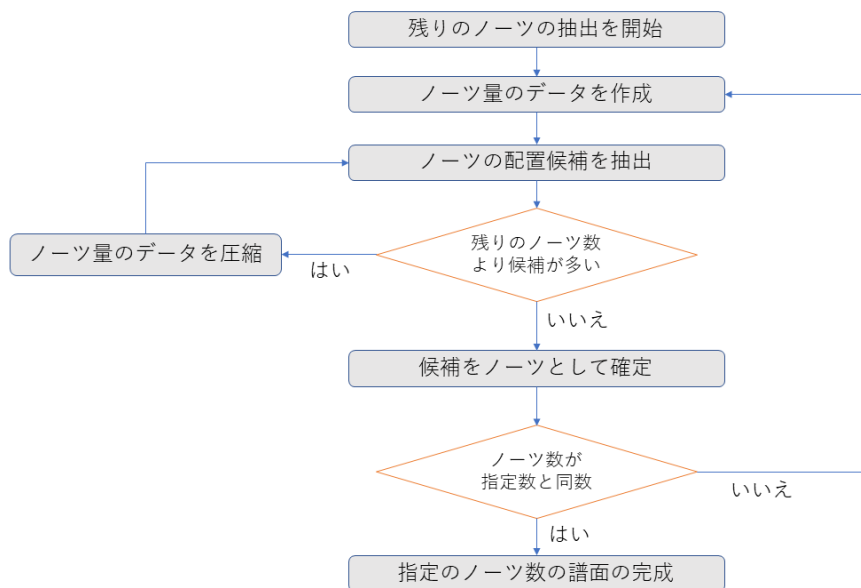 残りのノーツの抽出を開始
ノーツ量のデータを作成
ノーツの配置候補を抽出
残りのノーツ数
より候補が多い
ノーツ量のデータを圧縮
はい
いいえ
候補をノーツとして確定
ノーツ数が
指定数と同数
いいえ
はい
指定のノーツ数の譜面の完成